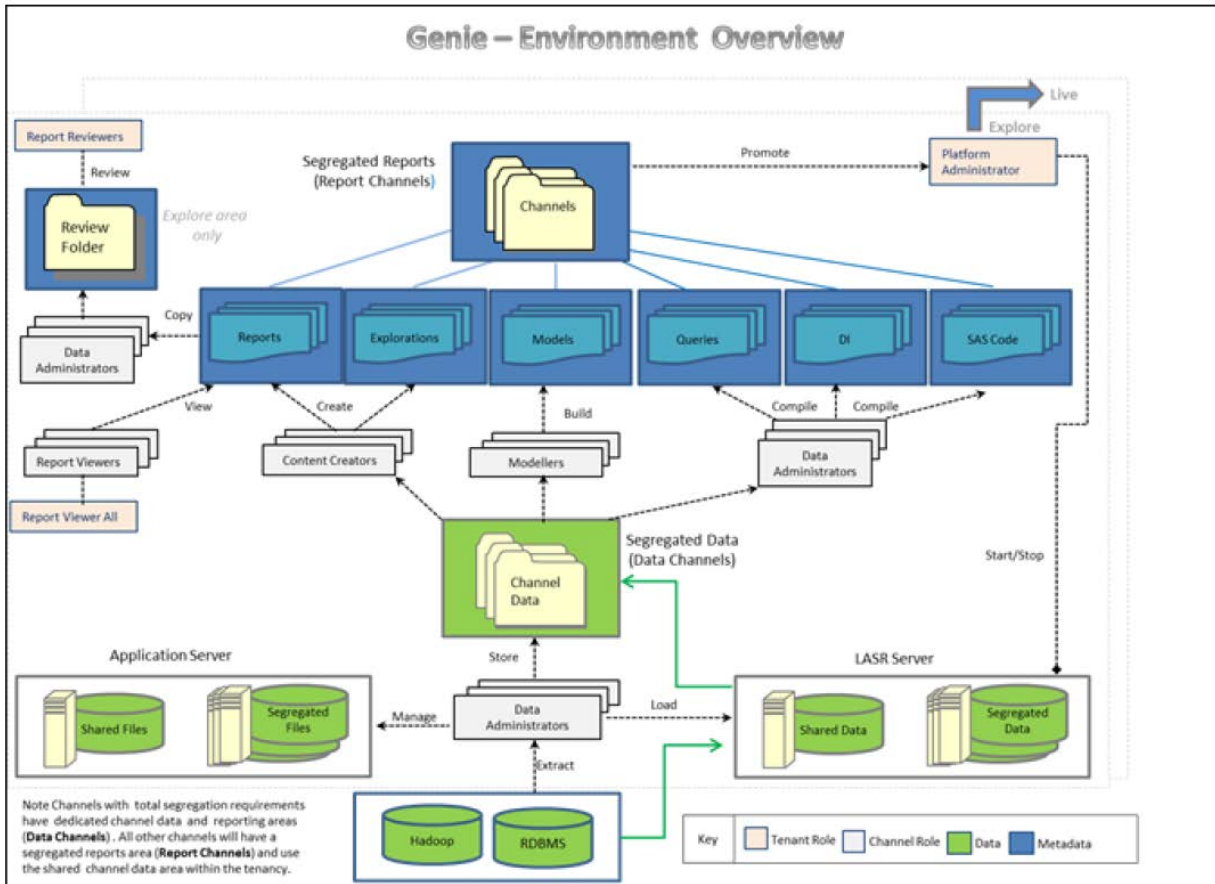 Genie – Environment Overview
Live
Explore
Report Reviewers
Review
Review
Folder
Explore area
only
Segregated Reports
(Report Channels)
Channels
Promote
Platform
Administrator
Copy
Data
Administrators
Reports
Explorations
Models
Queries
DI
SAS Code
View
Create
Build
Compile
Compile
Report Viewers
Content Creators
Modellers
Data
Administrators
Report Viewer All
Segregated Data
(Data Channels)
Channel
Data
Start/Stop
Application Server
Store
LASR Server
Shared Files
Segregated
Files
Manage
Data
Administrators
Load
Shared Data
Segregated
Data
Extract
Hadoop
RDBMS
Note Channels with total segregation requirements
have dedicated channel data and reporting areas
(Data Channels) . All other channels will have a
segregated reports area (Report Channels) and use
the shared channel data area within the tenancy.
Key
Tenant Role
Channel Role
Data
Metadata